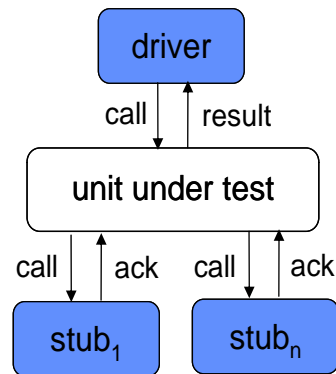 driver
call result
unit under test
call ack call ack
stub1 stubn